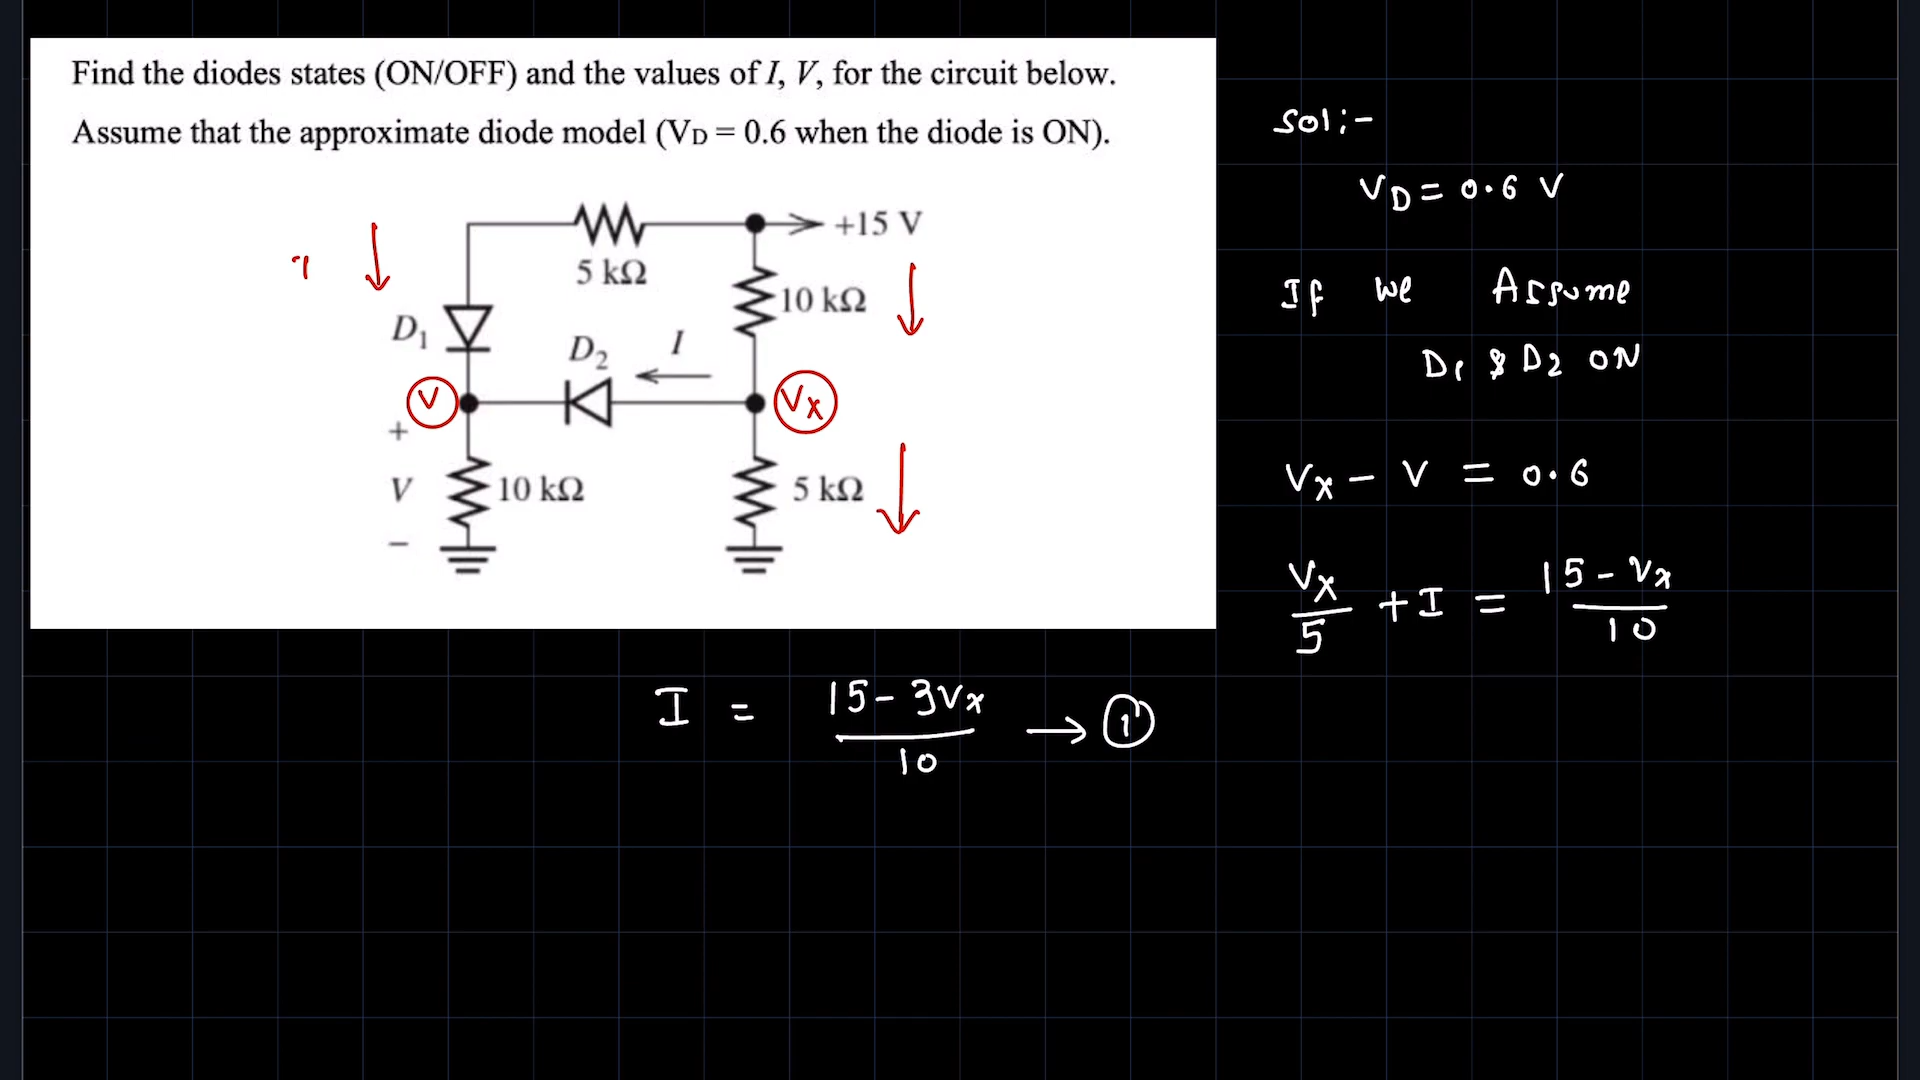 Find the diodes states (ON/OFF) and the values of I, V, for the circuit below.
Assume that the approximate diode model (VD = 0.6 when the diode is ON).
+15 V
5 kΩ
10 kΩ
D1
D2
I
V
Vx
+
V
10 kΩ
5 kΩ
−
Sol:-
VD = 0.6 V
If we Assume
D1 & D2 ON
Vx - V = 0.6
Vx/5 + I = 15 - Vx/10
I = 15 - 3Vx/10 → ①